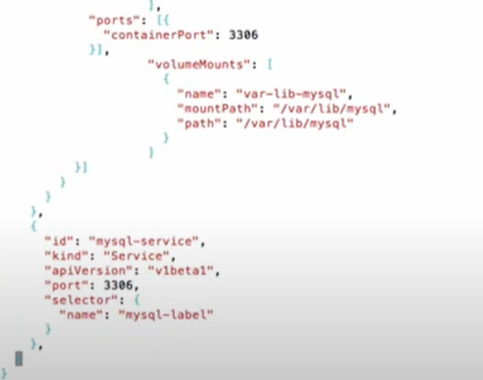 ],
"ports": [{
"containerPort": 3306
}],
"volumeMounts": [
{
"name": "var-lib-mysql",
"mountPath": "/var/lib/mysql",
"path": "/var/lib/mysql"
}
]
}]
}
}
},
{
"id": "mysql-service",
"kind": "Service",
"apiVersion": "v1beta1",
"port": 3306,
"selector": {
"name": "mysql-label"
}
},
}